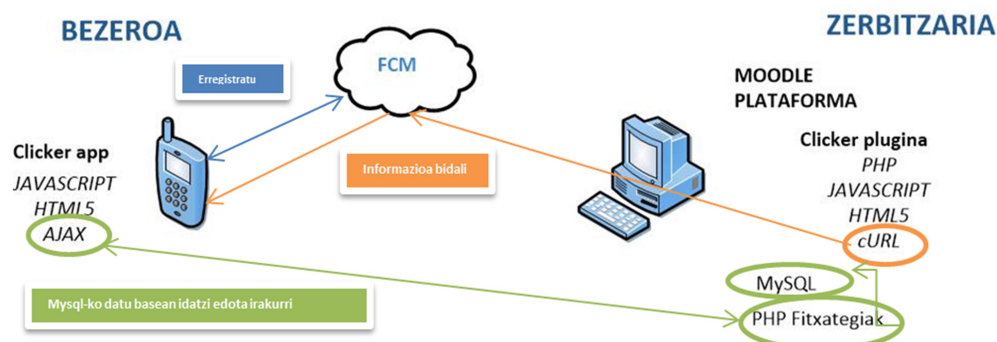 BEZEROA
ZERBITZARIA
FCM
Erregistratu
MOODLE
PLATAFORMA
Clicker app
JAVASCRIPT
HTML5
AJAX
Informazioa bidali
Clicker plugina
PHP
JAVASCRIPT
HTML5
cURL
MySQL
Mysql-ko datu basean idatzi edota irakurri
PHP Fitxategiak